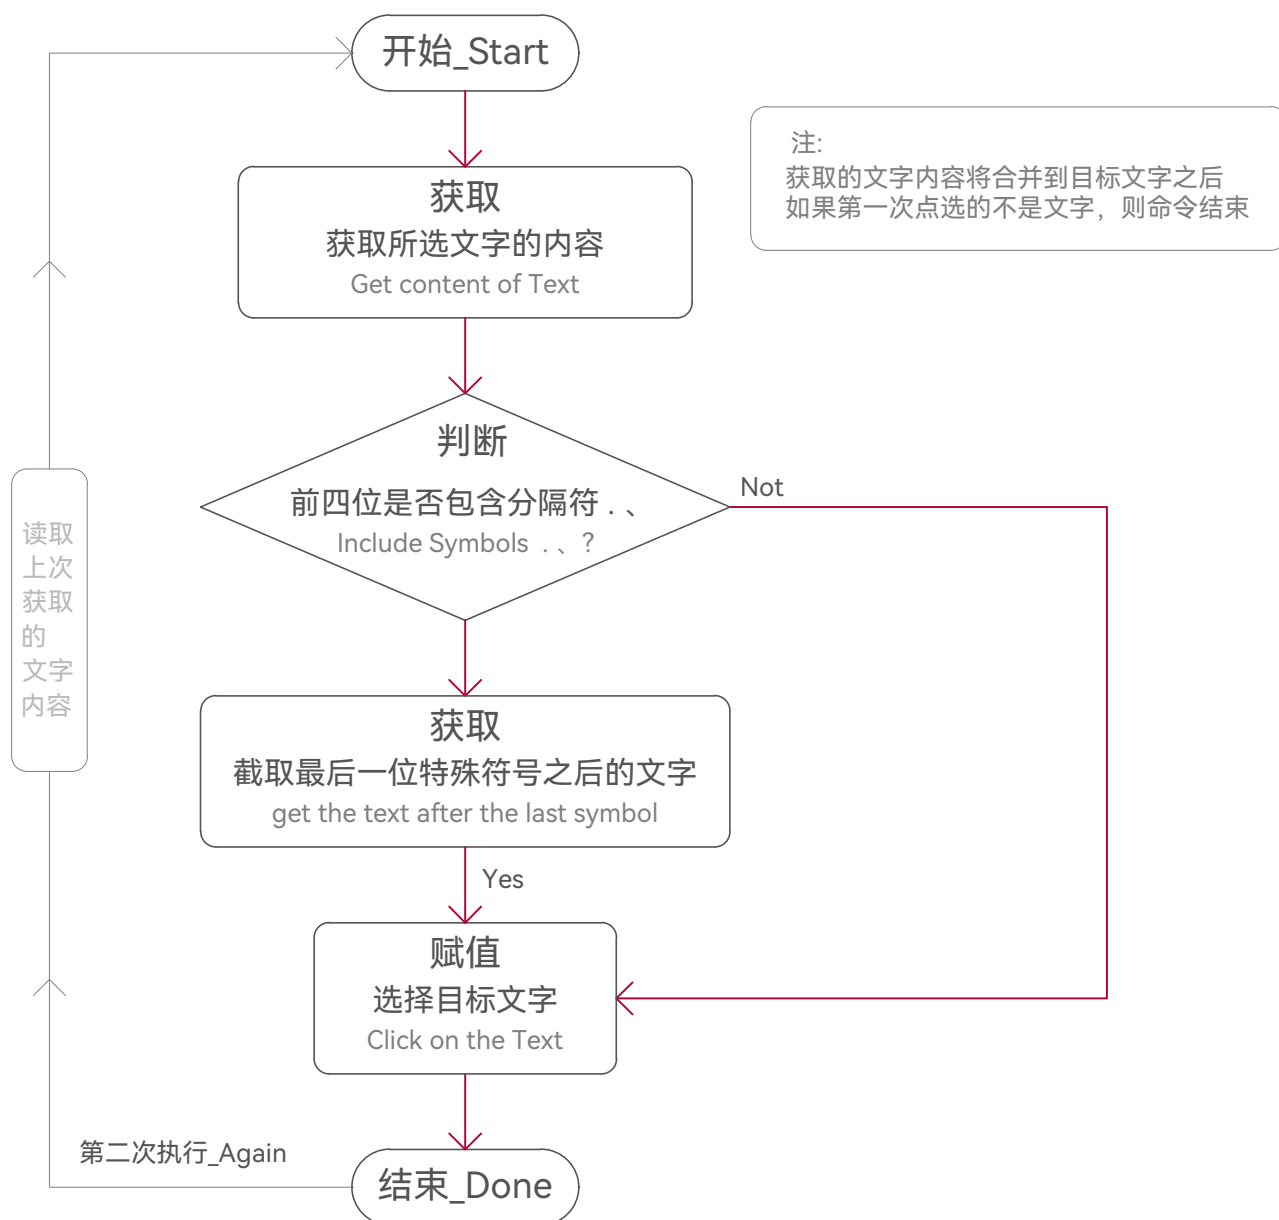 开始_Start
注:
获取的文字内容将合并到目标文字之后
如果第一次点选的不是文字，则命令结束
获取
获取所选文字的内容
Get content of Text
判断
前四位是否包含分隔符 . 、
Include Symbols . 、?
Not
读取
上次
获取
的
文字
内容
获取
截取最后一位特殊符号之后的文字
get the text after the last symbol
Yes
赋值
选择目标文字
Click on the Text
第二次执行_Again
结束_Done